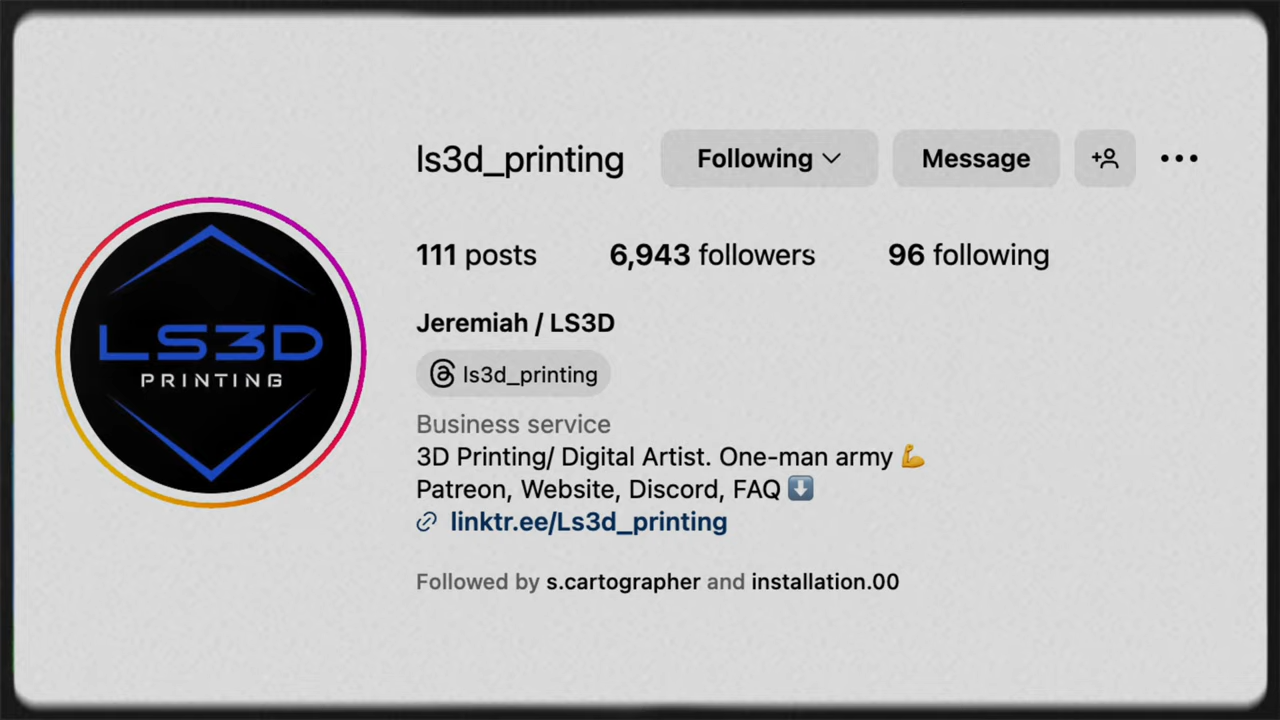 ls3d_printing Following Message
111 posts 6,943 followers 96 following
LS3D
PRINTING
Jeremiah / LS3D
ls3d_printing
Business service
3D Printing/ Digital Artist. One-man army 💪
Patreon, Website, Discord, FAQ ⬇️
linktr.ee/Ls3d_printing
Followed by s.cartographer and installation.00